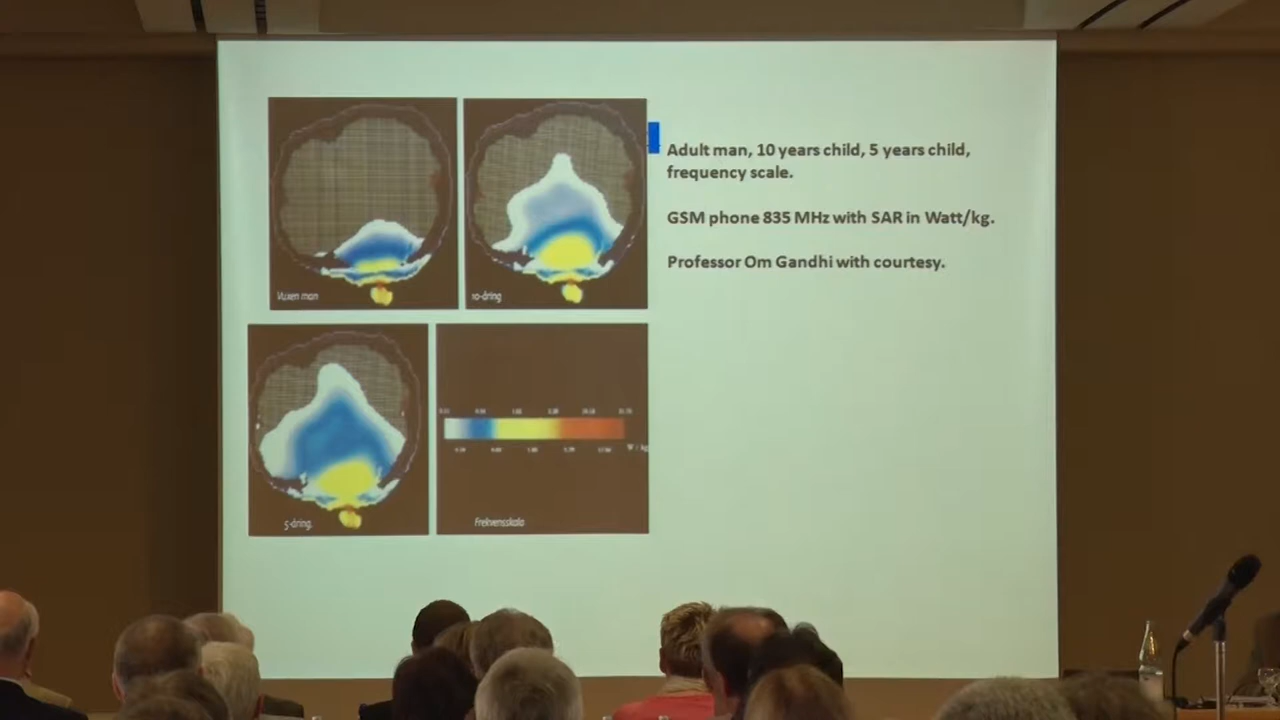 Adult man, 10 years child, 5 years child,
frequency scale.
GSM phone 835 MHz with SAR in Watt/kg.
Professor Om Gandhi with courtesy.
Vuxen man
10-åring
5-åring.
Frekvensskala